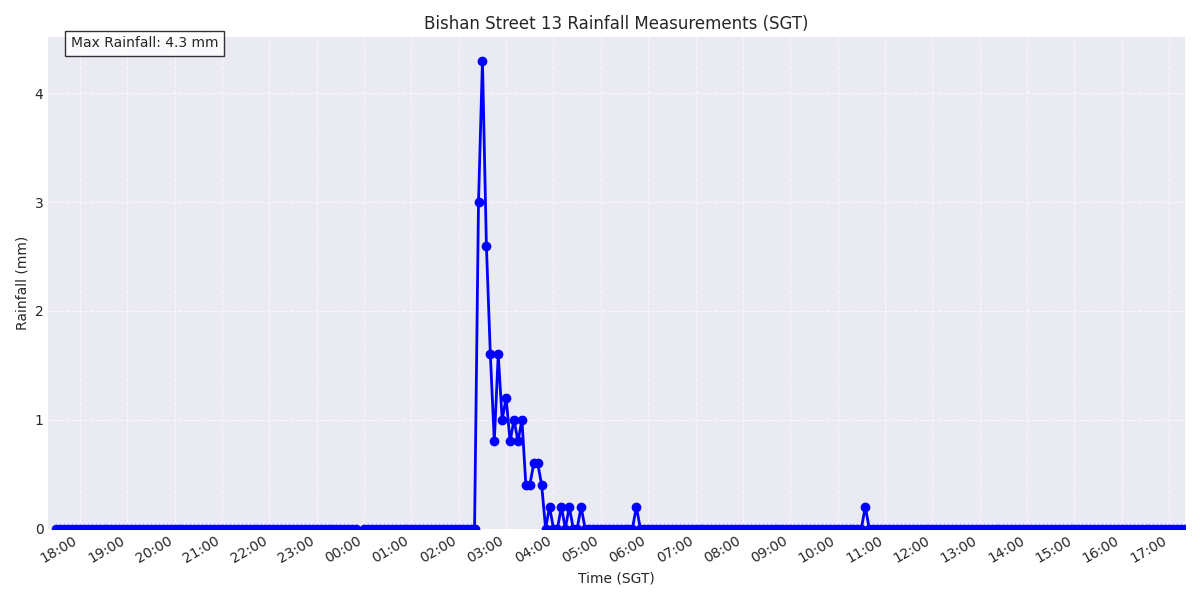 Bishan Street 13 Rainfall Measurements (SGT)
Max Rainfall: 4.3 mm
4
3
2
1
0
Rainfall (mm)
18:00 19:00 20:00 21:00 22:00 23:00 00:00 01:00 02:00 03:00 04:00 05:00 06:00 07:00 08:00 09:00 10:00 11:00 12:00 13:00 14:00 15:00 16:00 17:00
Time (SGT)